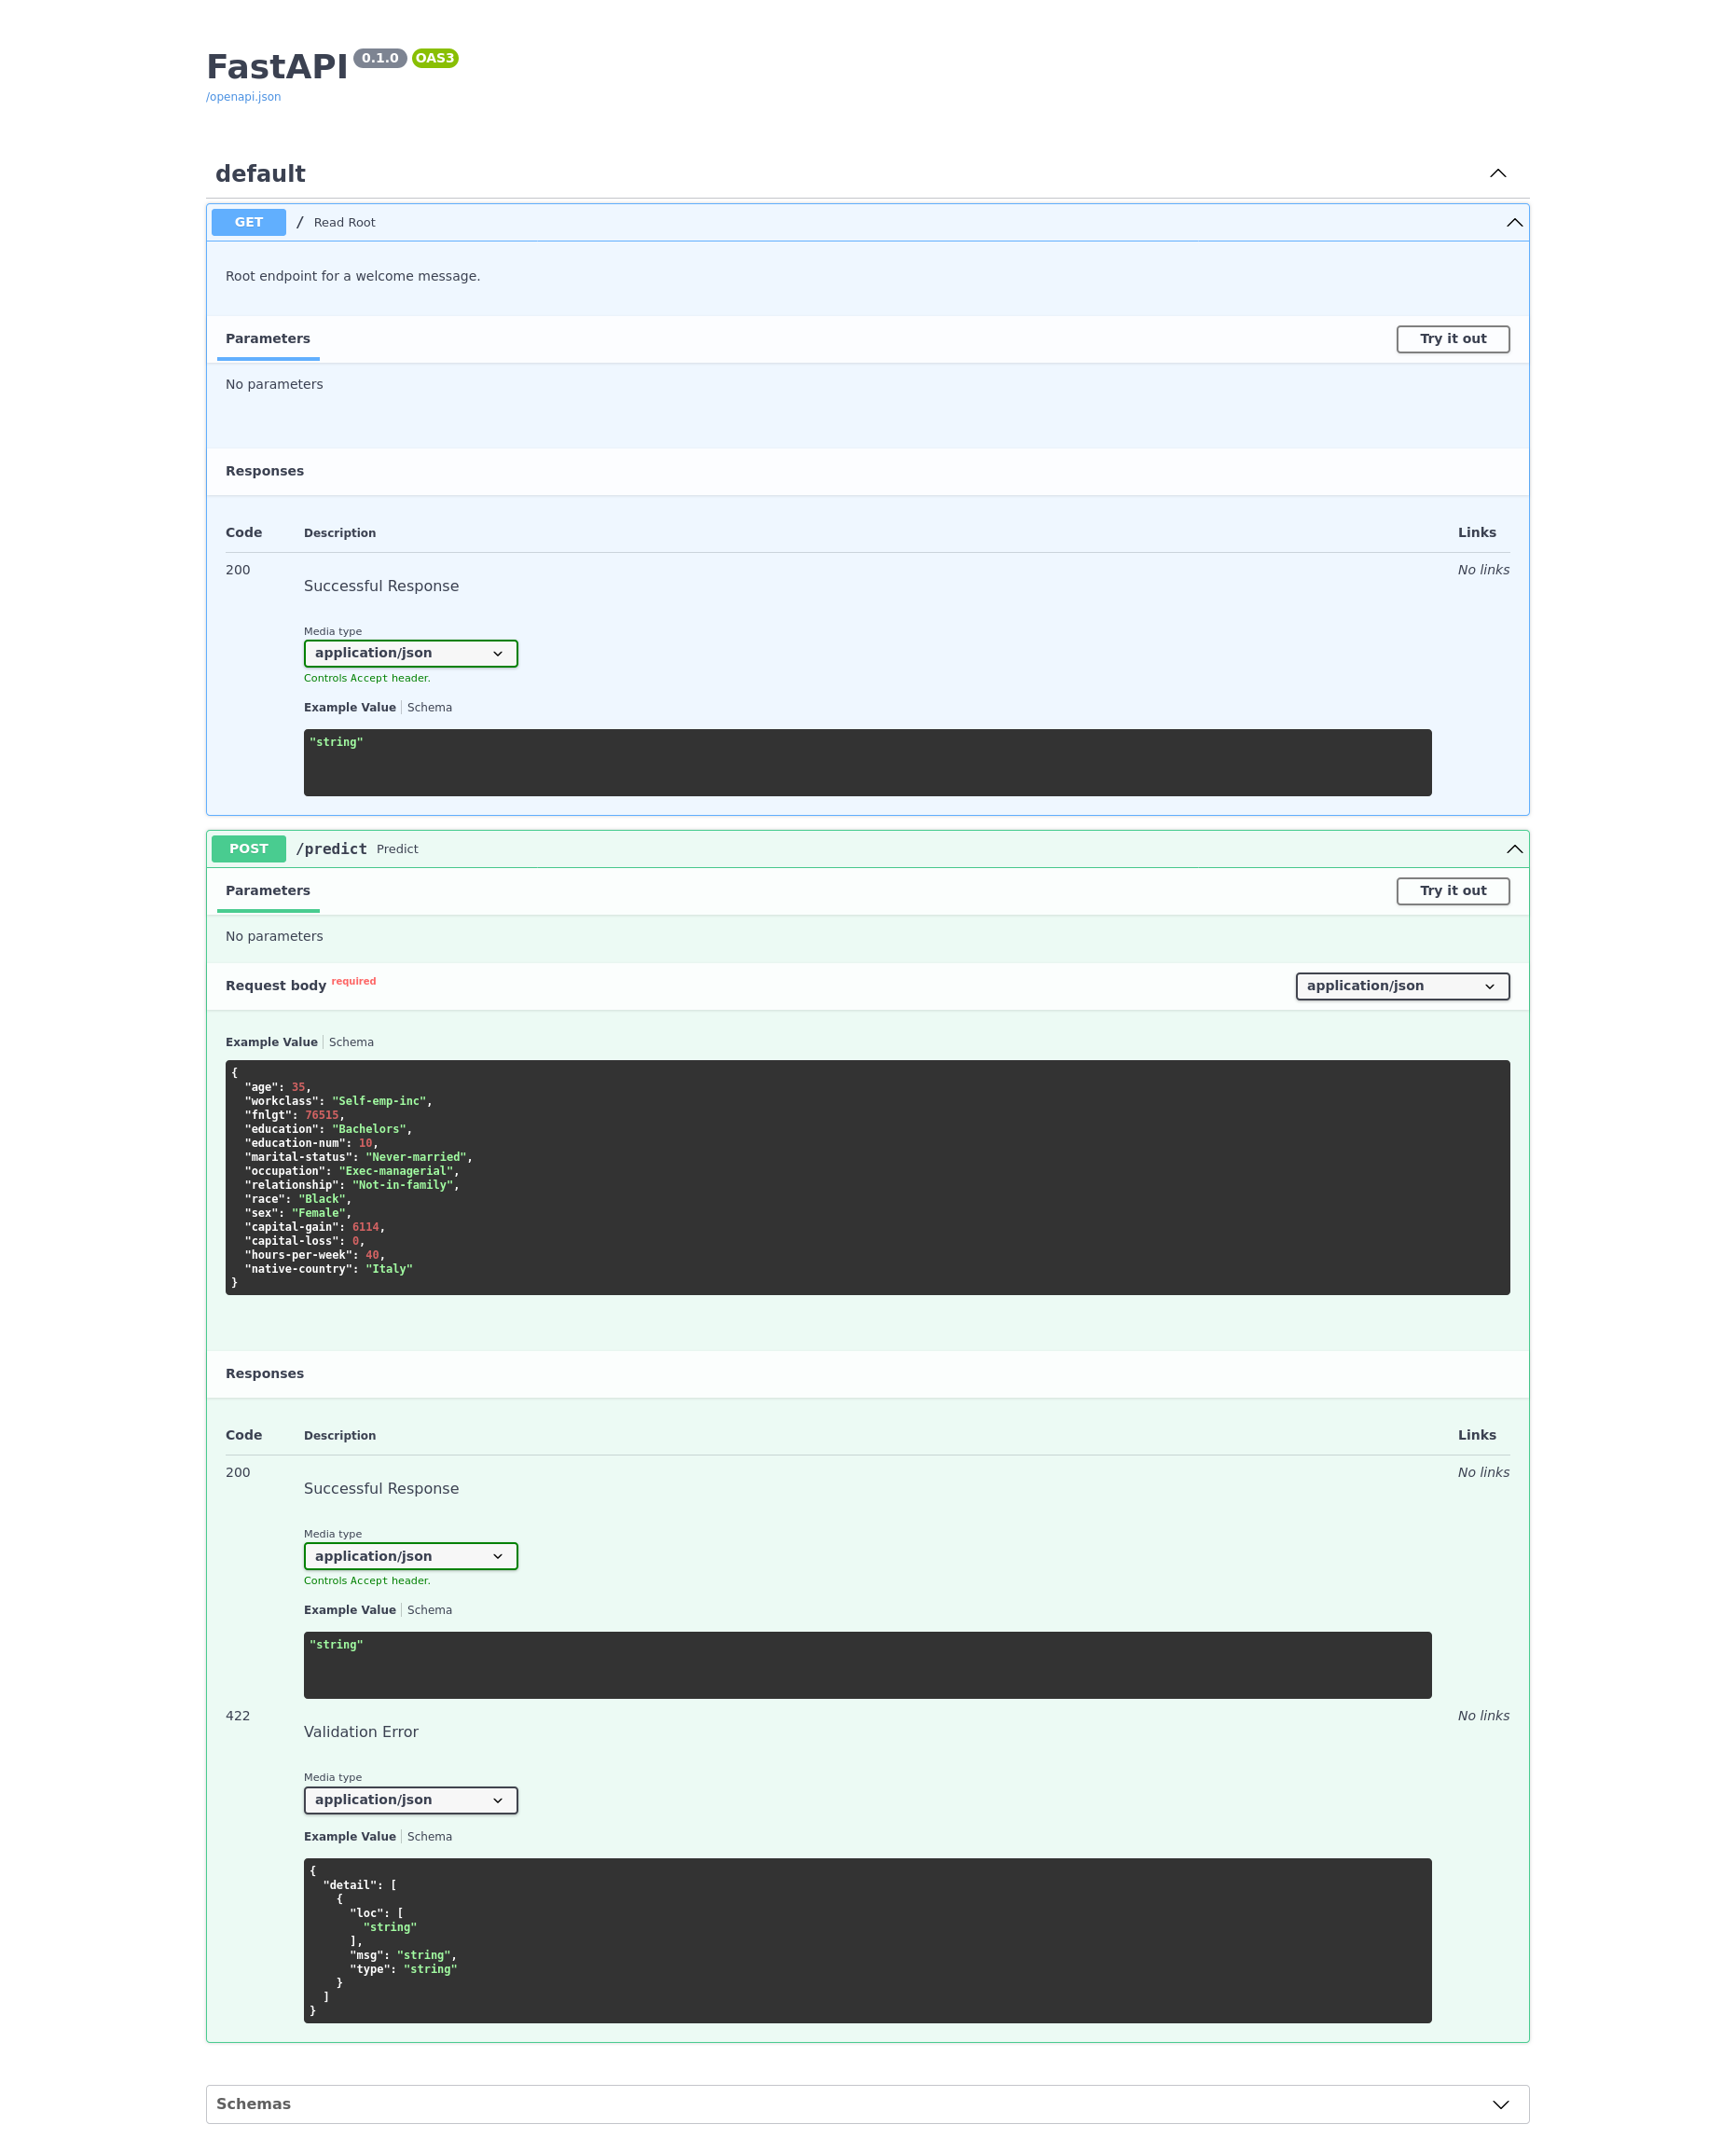 FastAPI 0.1.0 OAS3
/openapi.json
default
GET / Read Root
Root endpoint for a welcome message.
Parameters Try it out
No parameters
Responses
Code Description Links
200 No links
Successful Response
Media type
application/json
Controls Accept header.
Example Value Schema
"string"
POST /predict Predict
Parameters Try it out
No parameters
Request body required application/json
Example Value Schema
{
  "age": 35,
  "workclass": "Self-emp-inc",
  "fnlgt": 76515,
  "education": "Bachelors",
  "education-num": 10,
  "marital-status": "Never-married",
  "occupation": "Exec-managerial",
  "relationship": "Not-in-family",
  "race": "Black",
  "sex": "Female",
  "capital-gain": 6114,
  "capital-loss": 0,
  "hours-per-week": 40,
  "native-country": "Italy"
}
Responses
Code Description Links
200 No links
Successful Response
Media type
application/json
Controls Accept header.
Example Value Schema
"string"
422 No links
Validation Error
Media type
application/json
Example Value Schema
{
  "detail": [
    {
      "loc": [
        "string"
      ],
      "msg": "string",
      "type": "string"
    }
  ]
}
Schemas